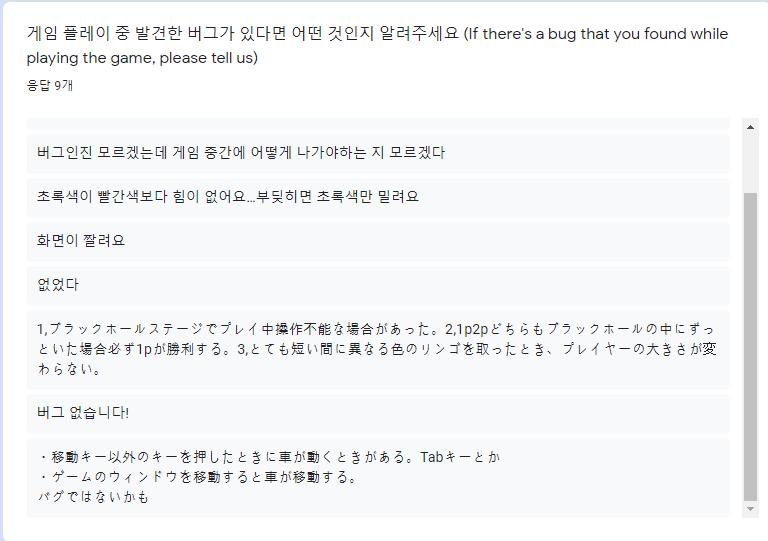 게임 플레이 중 발견한 버그가 있다면 어떤 것인지 알려주세요 (If there's a bug that you found while
playing the game, please tell us)
응답 9개
버그인진 모르겠는데 게임 중간에 어떻게 나가야하는 지 모르겠다
초록색이 빨간색보다 힘이 없어요...부딪히면 초록색만 밀려요
화면이 짤려요
없었다
1,ブラックホールステージでプレイ中操作不能な場合があった。2,1p2pどちらもブラックホールの中にずっ
といた場合必ず1pが勝利する。3,とても短い間に異なる色のリンゴを取ったとき、プレイヤーの大きさが変
わらない。
버그 없습니다!
・移動キー以外のキーを押したときに車が動くときがある。Tabキーとか
・ゲームのウィンドウを移動すると車が移動する。
バグではないかも